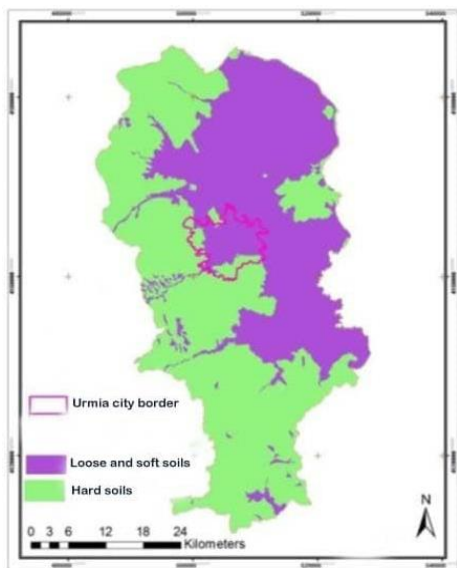 Urmia city border
Loose and soft soils
Hard soils
N
0 3 6 12 18 24
Kilometers